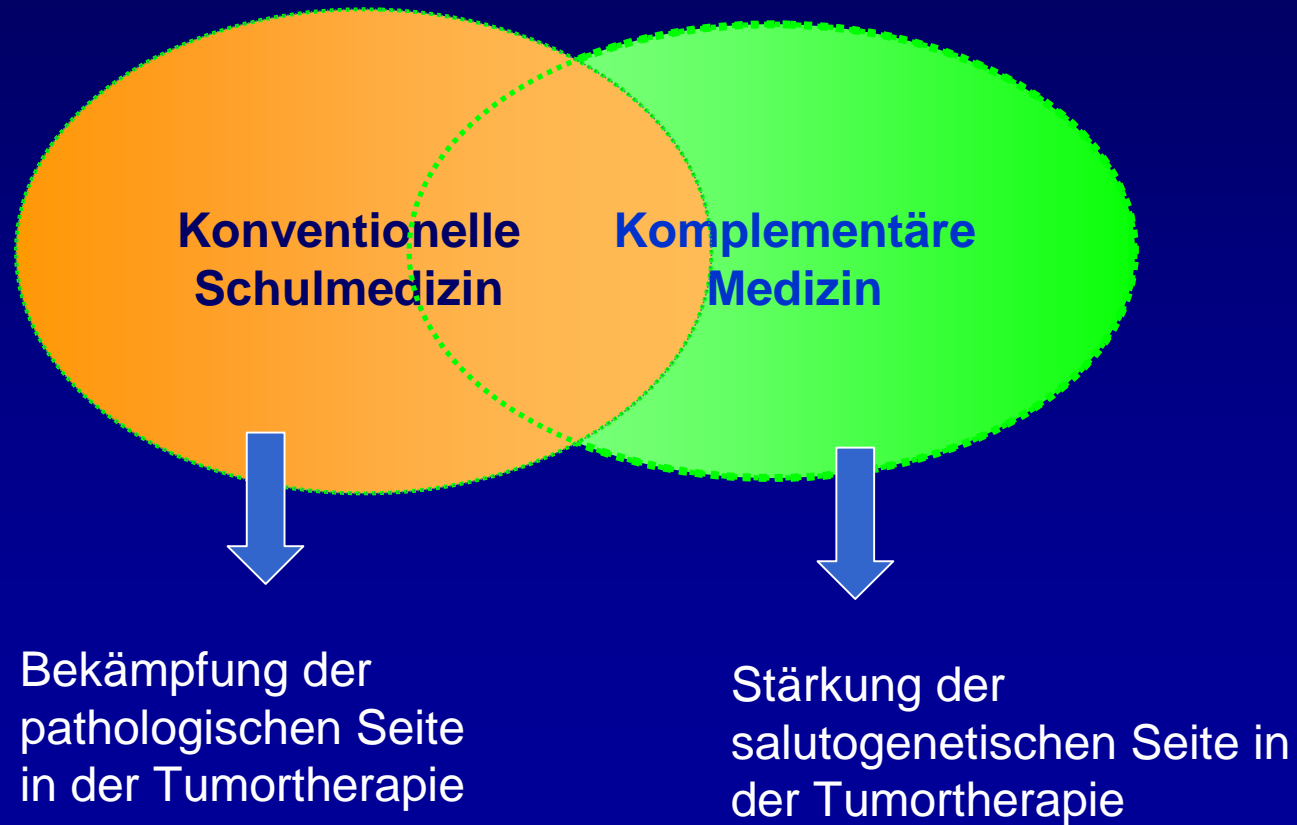 Konventionelle
Schulmedizin
Komplementäre
Medizin
Bekämpfung der
pathologischen Seite
in der Tumortherapie
Stärkung der
salutogenetischen Seite in
der Tumortherapie